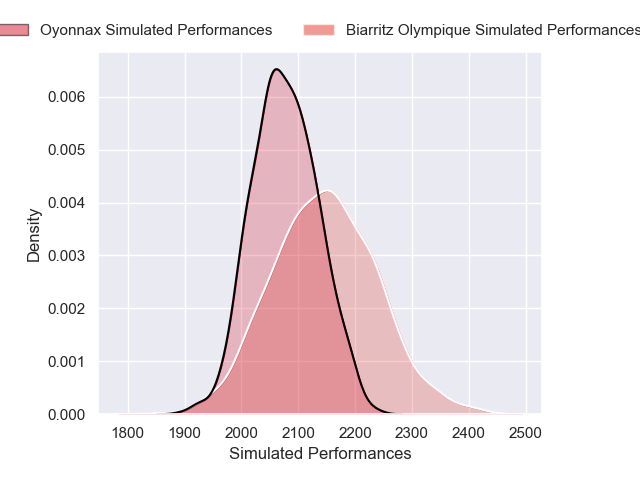 Oyonnax Simulated Performances
Biarritz Olympique Simulated Performances
0.006
0.005
0.004
0.003
0.002
0.001
0.000
Density
1800 1900 2000 2100 2200 2300 2400 2500
Simulated Performances